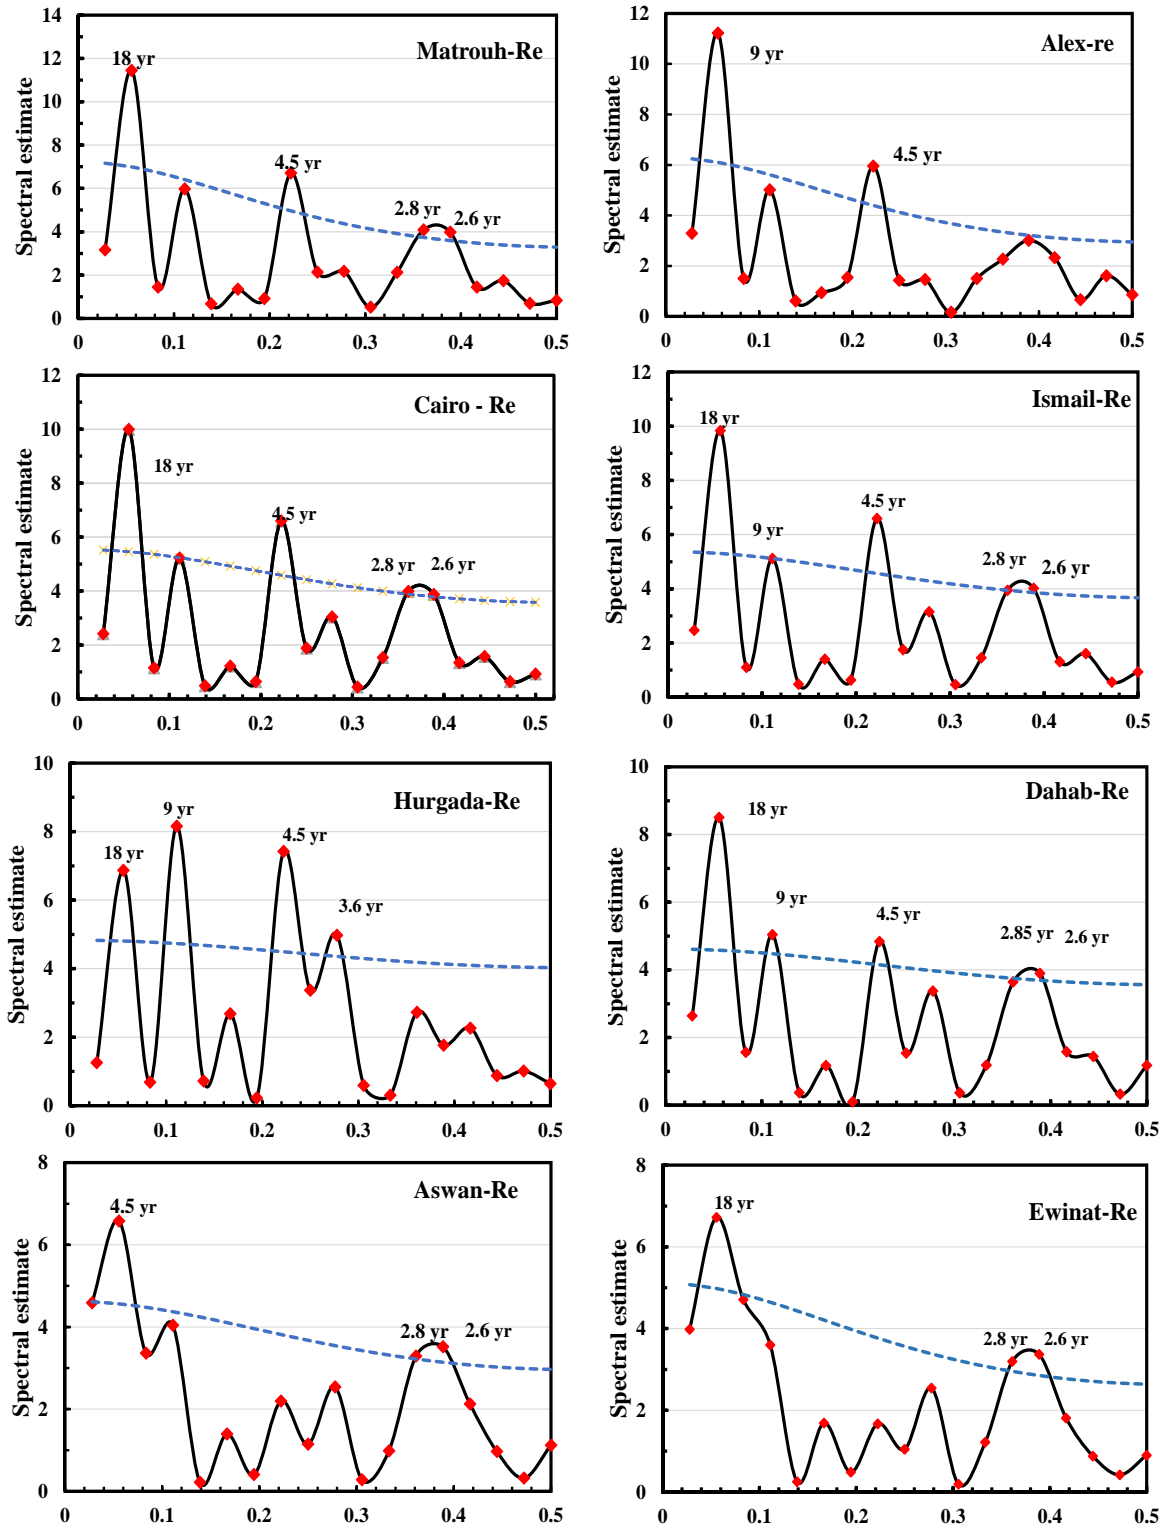 Matrouh-Re
Spectral estimate
14
12
10
8
6
4
2
0
18 yr
4.5 yr
2.8 yr
2.6 yr
0 0.1 0.2 0.3 0.4 0.5
Alex-re
Spectral estimate
12
10
8
6
4
2
0
9 yr
4.5 yr
0 0.1 0.2 0.3 0.4 0.5
Cairo - Re
Spectral estimate
12
10
8
6
4
2
0
18 yr
4.5 yr
2.8 yr
2.6 yr
0 0.1 0.2 0.3 0.4 0.5
Ismail-Re
Spectral estimate
12
10
8
6
4
2
0
18 yr
9 yr
4.5 yr
2.8 yr
2.6 yr
0 0.1 0.2 0.3 0.4 0.5
Hurgada-Re
Spectral estimate
10
8
6
4
2
0
18 yr
9 yr
4.5 yr
3.6 yr
0 0.1 0.2 0.3 0.4 0.5
Dahab-Re
Spectral estimate
10
8
6
4
2
0
18 yr
9 yr
4.5 yr
2.85 yr
2.6 yr
0 0.1 0.2 0.3 0.4 0.5
Aswan-Re
Spectral estimate
8
6
4
2
0
4.5 yr
2.8 yr
2.6 yr
0 0.1 0.2 0.3 0.4 0.5
Ewinat-Re
Spectral estimate
8
6
4
2
0
18 yr
2.8 yr
2.6 yr
0 0.1 0.2 0.3 0.4 0.5